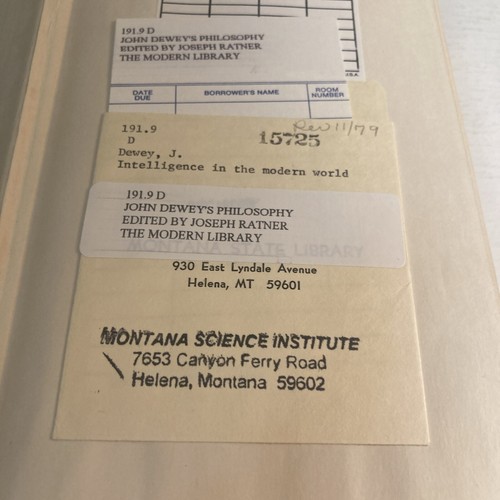 191.9 D
JOHN DEWEY'S PHILOSOPHY
EDITED BY JOSEPH RATNER
THE MODERN LIBRARY
DATE DUE
BORROWER'S NAME
ROOM NUMBER
191.9
D
Rev 11/79
15725
Dewey, J.
Intelligence in the modern world
191.9 D
JOHN DEWEY'S PHILOSOPHY
EDITED BY JOSEPH RATNER
THE MODERN LIBRARY
MONTANA STATE LIBRARY
930 East Lyndale Avenue
Helena, MT 59601
MONTANA SCIENCE INSTITUTE
7653 Canyon Ferry Road
Helena, Montana 59602